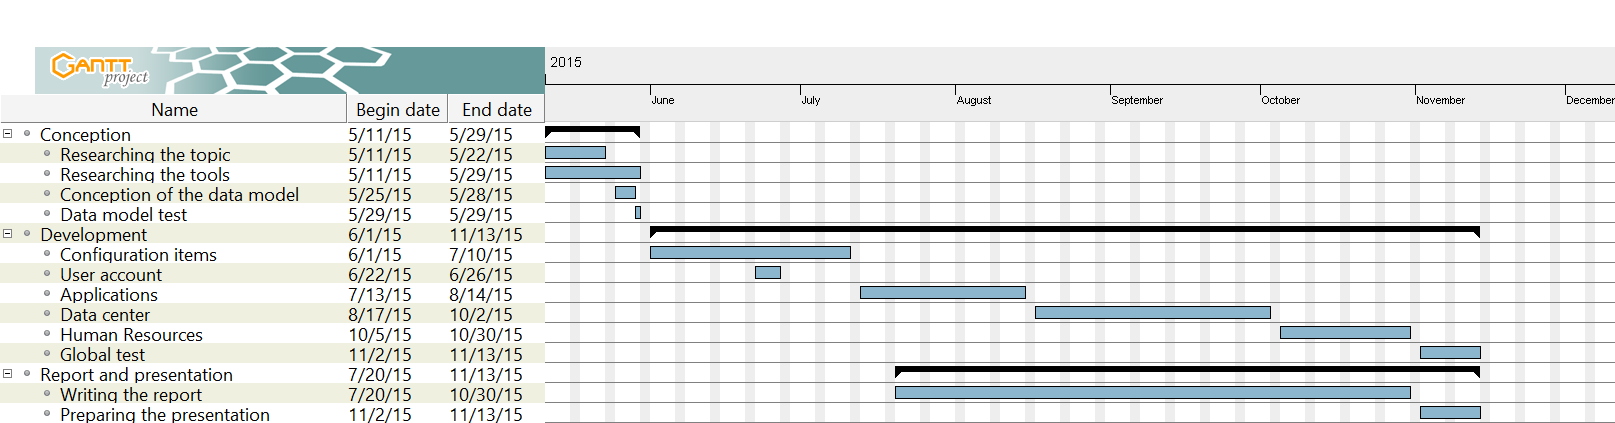 GANTT
project
2015
June July August September October November December
Name Begin date End date
Conception 5/11/15 5/29/15
Researching the topic 5/11/15 5/22/15
Researching the tools 5/11/15 5/29/15
Conception of the data model 5/25/15 5/28/15
Data model test 5/29/15 5/29/15
Development 6/1/15 11/13/15
Configuration items 6/1/15 7/10/15
User account 6/22/15 6/26/15
Applications 7/13/15 8/14/15
Data center 8/17/15 10/2/15
Human Resources 10/5/15 10/30/15
Global test 11/2/15 11/13/15
Report and presentation 7/20/15 11/13/15
Writing the report 7/20/15 10/30/15
Preparing the presentation 11/2/15 11/13/15